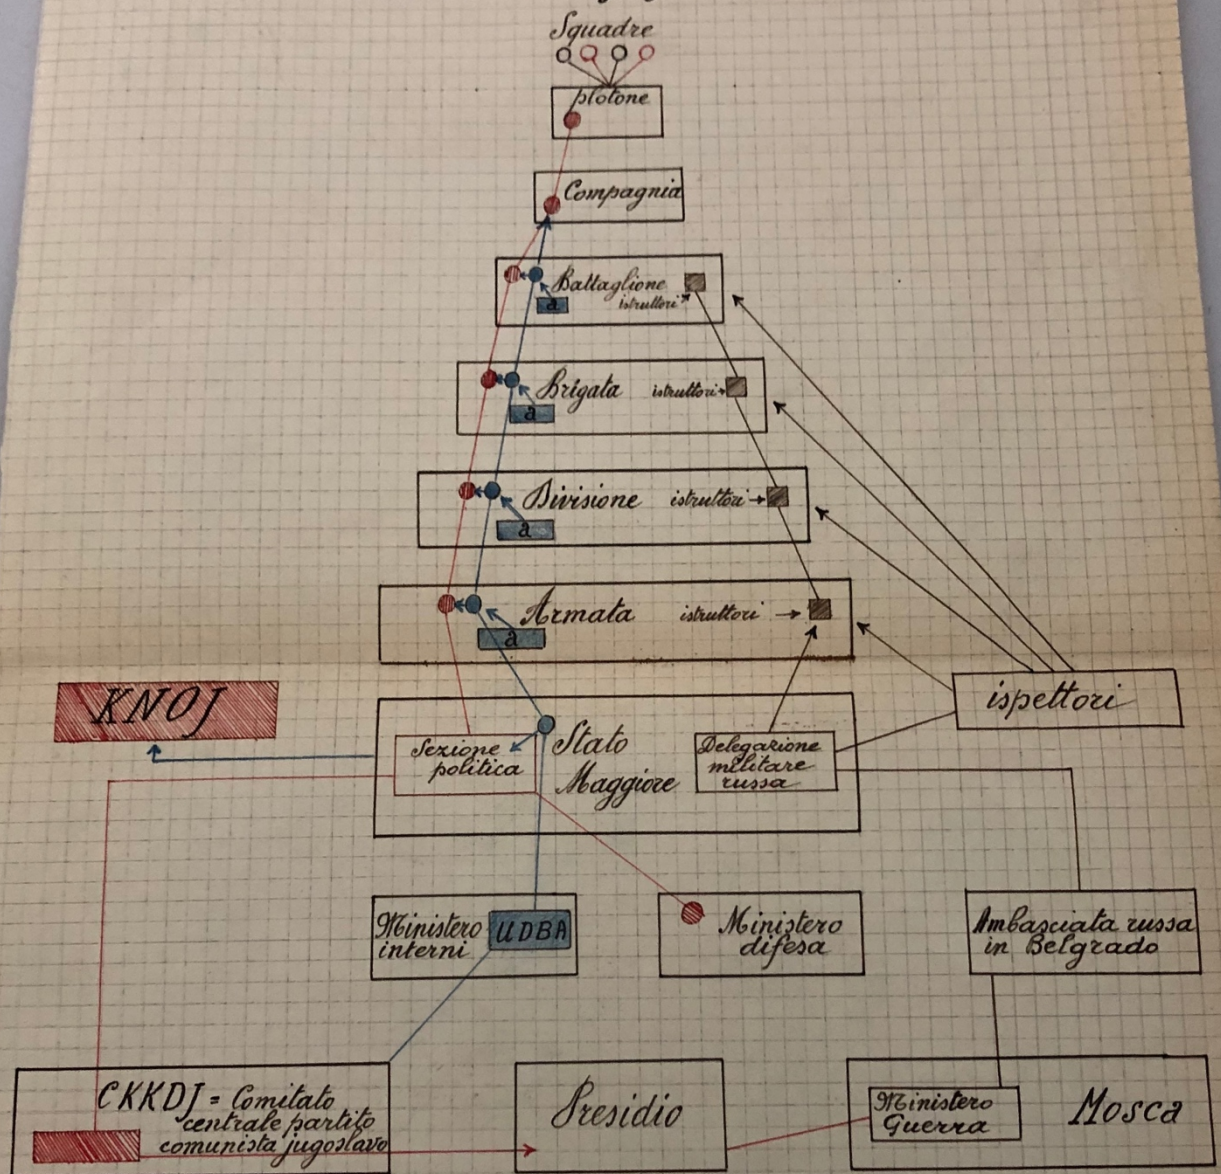 Squadre
plotone
Compagnia
Battaglione
istruttori
a
Brigata
istruttori
a
Divisione
istruttori
a
Armata
istruttori
a
KNOJ
ispettori
Sezione
politica
Stato
Maggiore
Delegazione
militare
russa
Ministero
interni
UDBA
Ministero
difesa
Ambasciata russa
in Belgrado
CKKDJ = Comitato
centrale partito
comunista jugoslavo
Presidio
Ministero
Guerra
Mosca